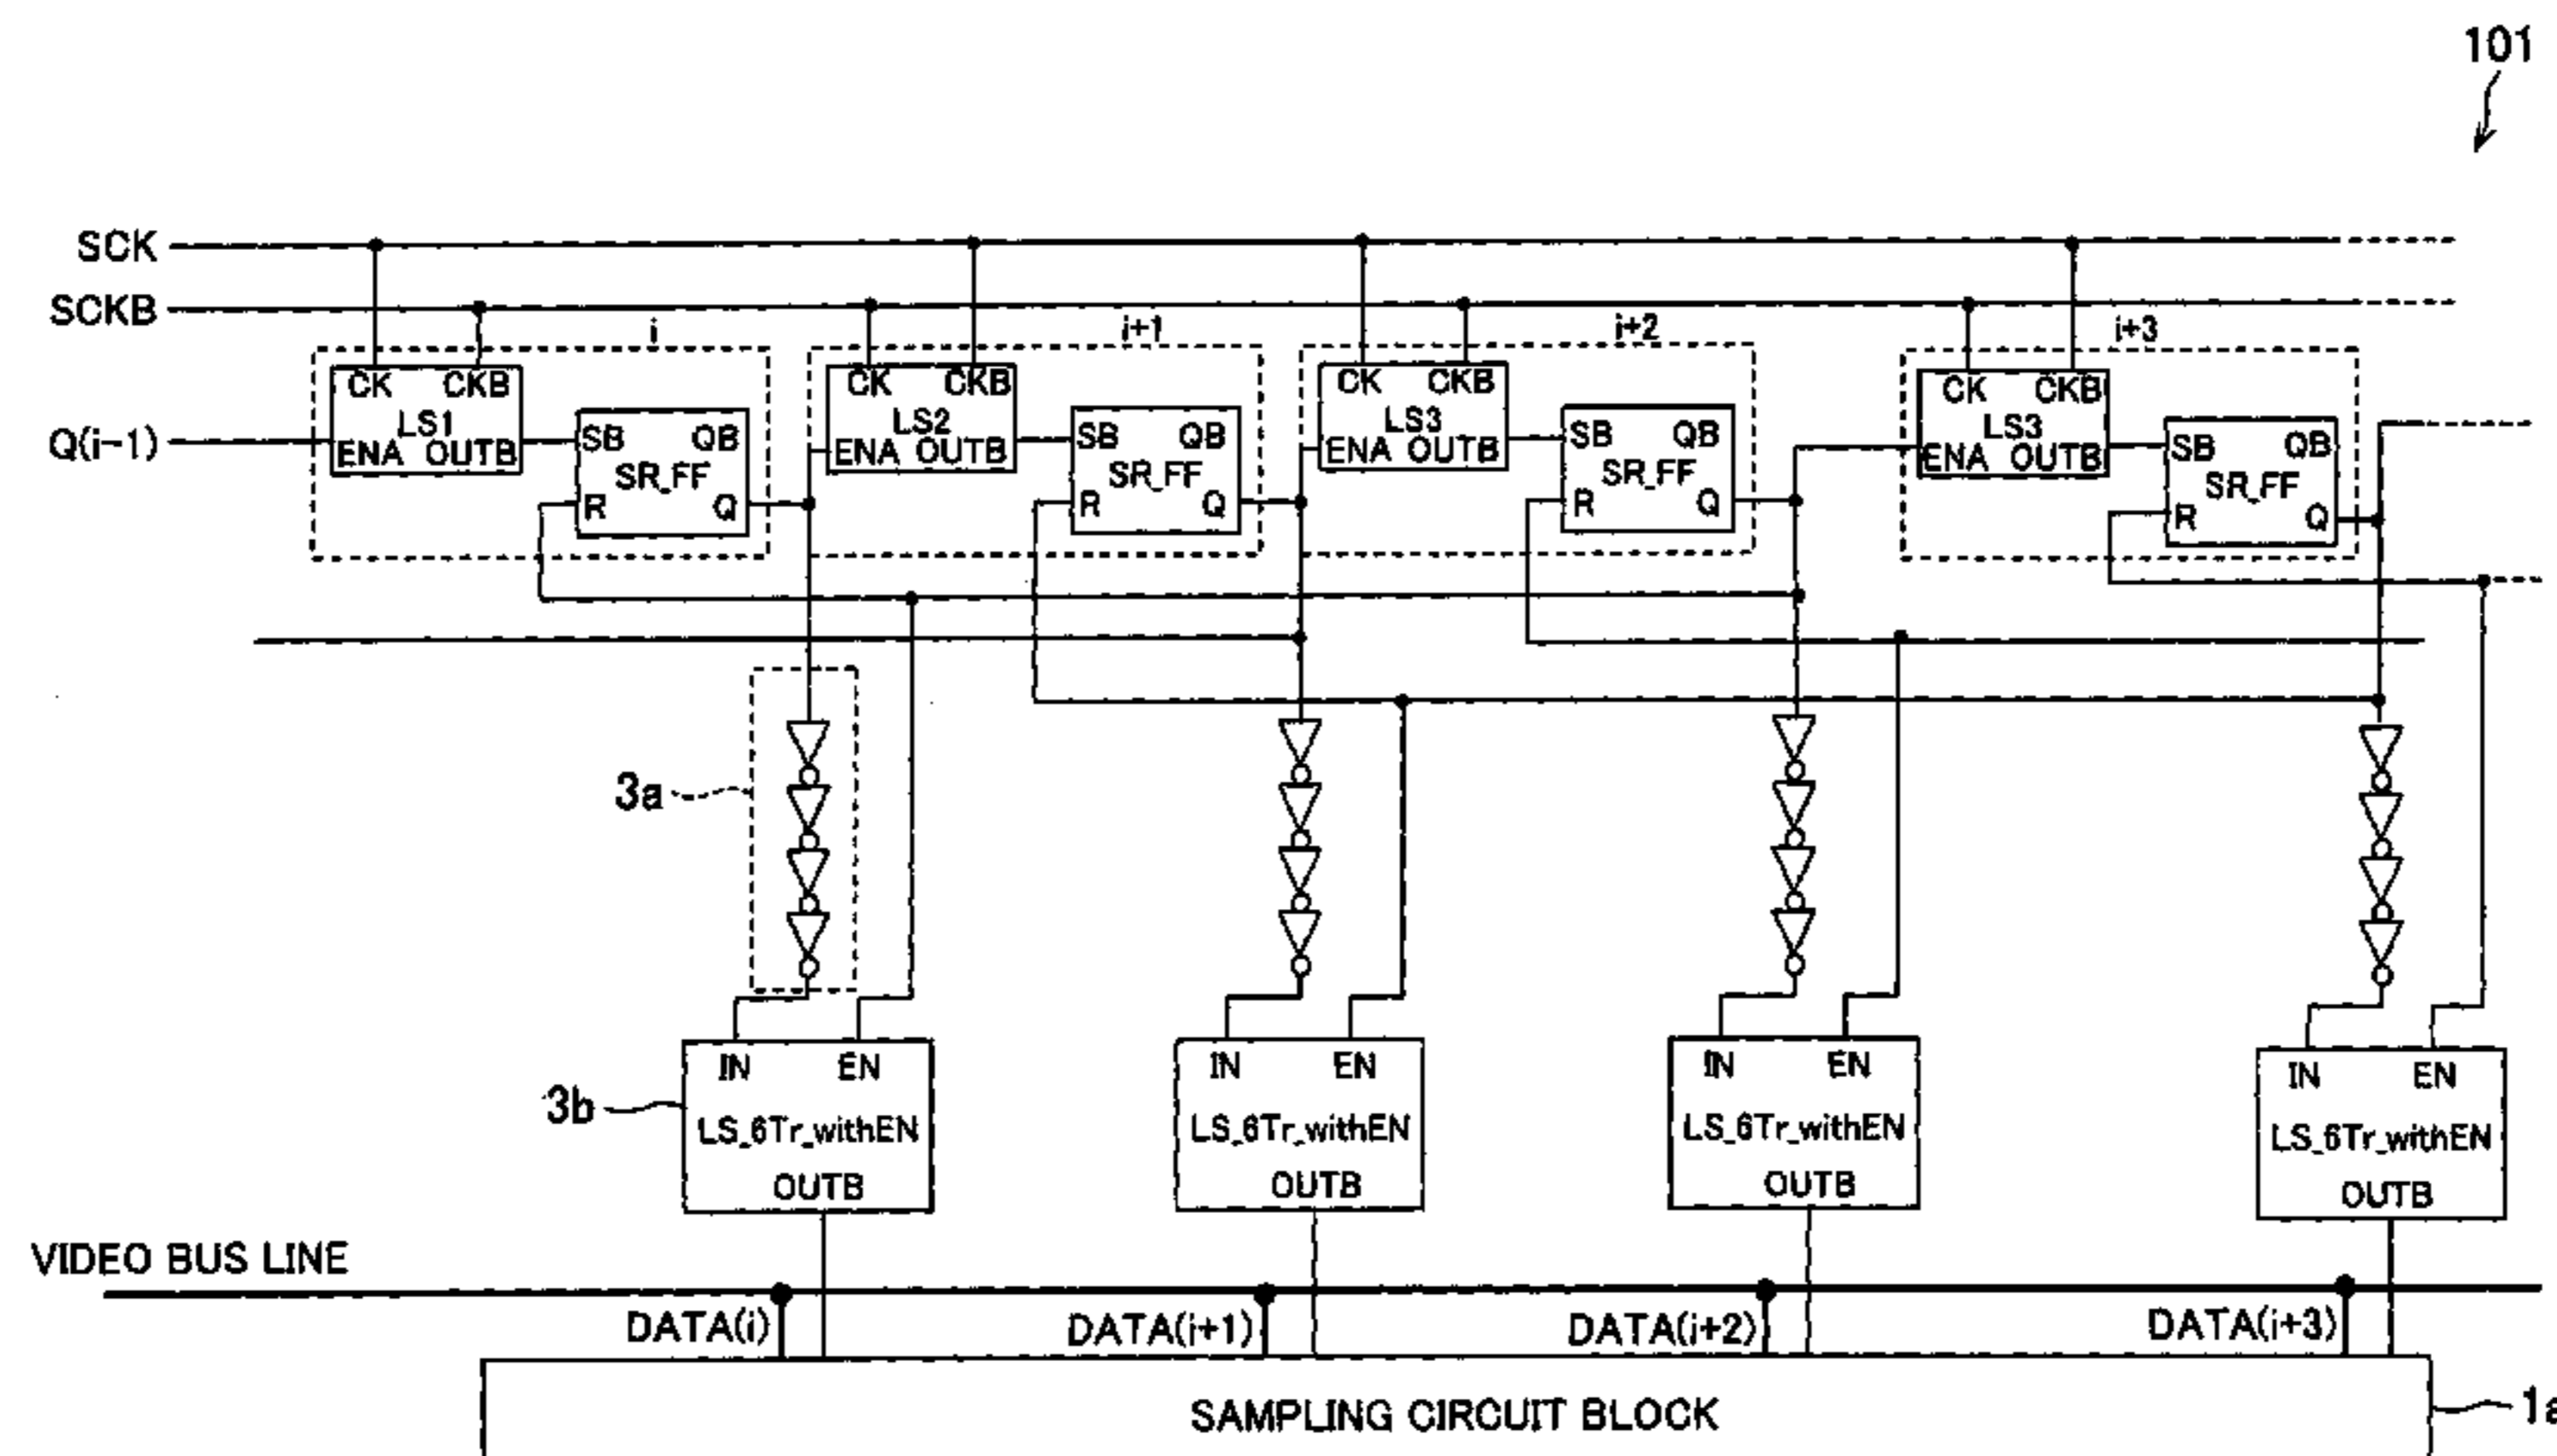 101
SCK
SCKB
i i+1 i+2 i+3
CK CKB CK CKB CK CKB CK CKB
Q(i-1)
LS1 LS2 LS3 LS3
ENA OUTB ENA OUTB ENA OUTB ENA OUTB
SB QB SB QB SB QB SB QB
SR_FF SR_FF SR_FF SR_FF
R Q R Q R Q R Q
3a
IN EN IN EN IN EN IN EN
3b
LS_6Tr_withEN LS_6Tr_withEN LS_6Tr_withEN LS_6Tr_withEN
OUTB OUTB OUTB OUTB
VIDEO BUS LINE
DATA(i) DATA(i+1) DATA(i+2) DATA(i+3)
SAMPLING CIRCUIT BLOCK
1a